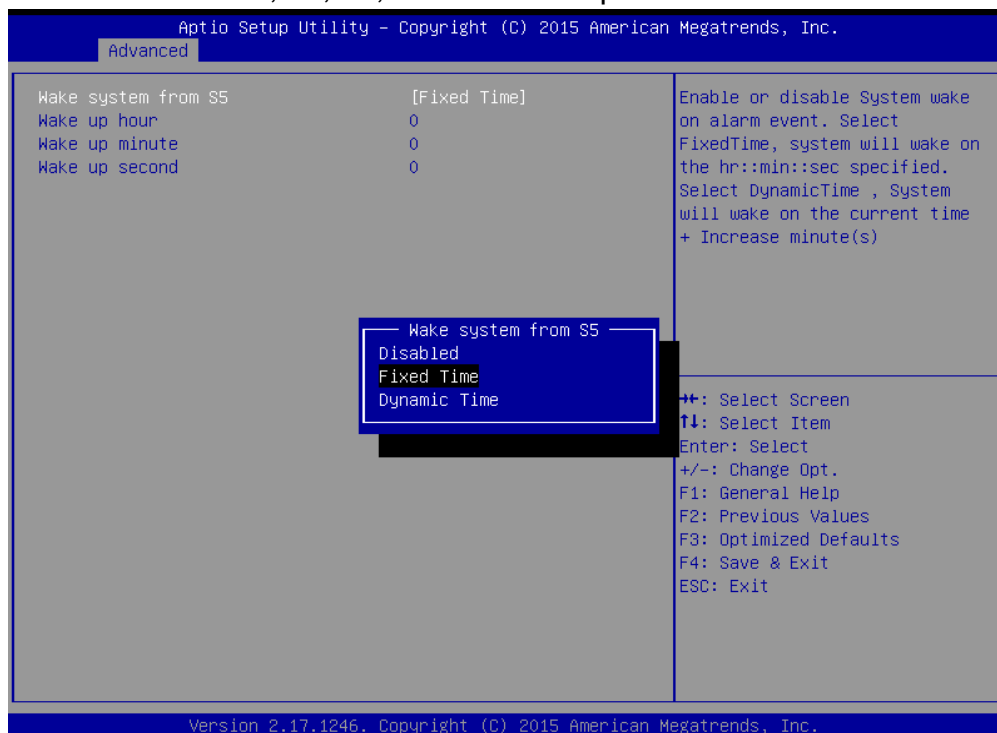 Aptio Setup Utility – Copyright (C) 2015 American Megatrends, Inc.
Advanced
Wake system from S5 [Fixed Time]
Wake up hour 0
Wake up minute 0
Wake up second 0
Enable or disable System wake
on alarm event. Select
FixedTime, system will wake on
the hr::min::sec specified.
Select DynamicTime , System
will wake on the current time
+ Increase minute(s)
Wake system from S5
Disabled
Fixed Time
Dynamic Time
→←: Select Screen
↑↓: Select Item
Enter: Select
+/-: Change Opt.
F1: General Help
F2: Previous Values
F3: Optimized Defaults
F4: Save & Exit
ESC: Exit
Version 2.17.1246. Copyright (C) 2015 American Megatrends, Inc.